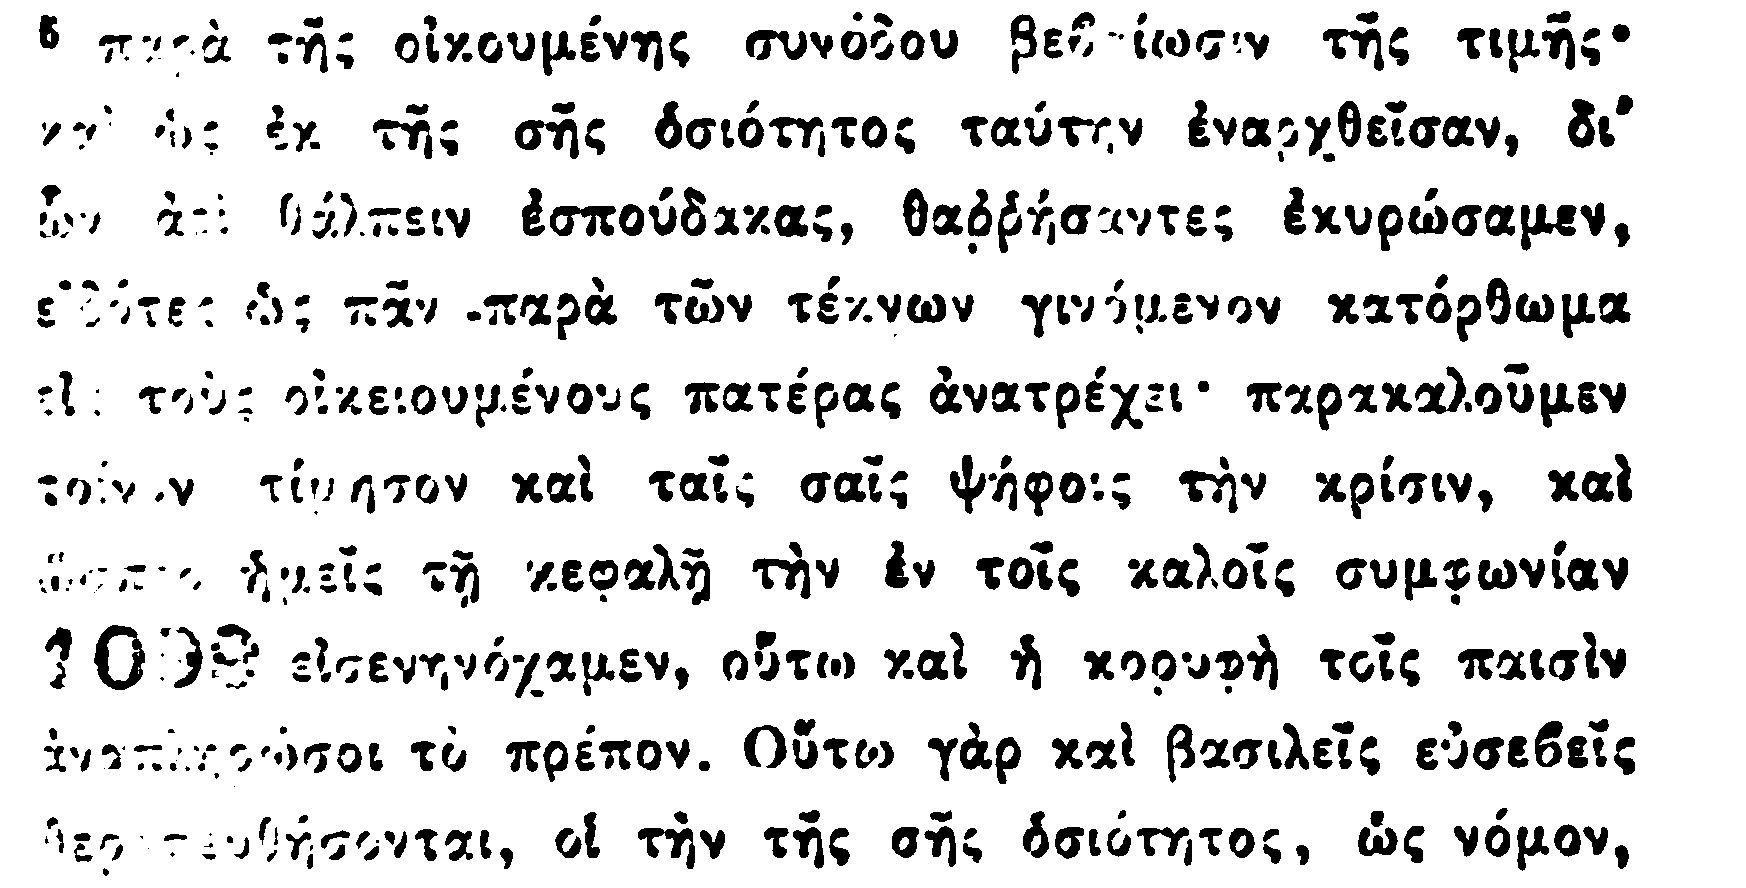 6 παρὰ τῆς οἰκουμένης συνόδου βεβαίωσιν τῆς τιμῆς·
καὶ ὡς ἐκ τῆς σῆς ὁσιότητος ταύτην ἐναρχθεῖσαν, δι'
ὧν ἀεὶ θάλπειν ἐσπούδακας, θαῤῥήσαντες ἐκυρώσαμεν,
εἰδότες ὡς πᾶν παρὰ τῶν τέκνων γινόμενον κατόρθωμα
εἰς τοὺς οἰκειουμένους πατέρας ἀνατρέχει· παρακαλοῦμεν
τοίνυν τίμησον καὶ ταῖς σαῖς ψήφοις τὴν κρίσιν, καὶ
ὥσπερ ἡμεῖς τῇ κεφαλῇ τὴν ἐν τοῖς καλοῖς συμφωνίαν
1098 εἰσενηνόχαμεν, οὕτω καὶ ἡ κορυφὴ τοῖς παισὶν
ἀναπληρώσοι τὸ πρέπον. Οὕτω γὰρ καὶ βασιλεῖς εὐσεβεῖς
θεραπευθήσονται, οἳ τὴν τῆς σῆς ὁσιότητος, ὡς νόμον,